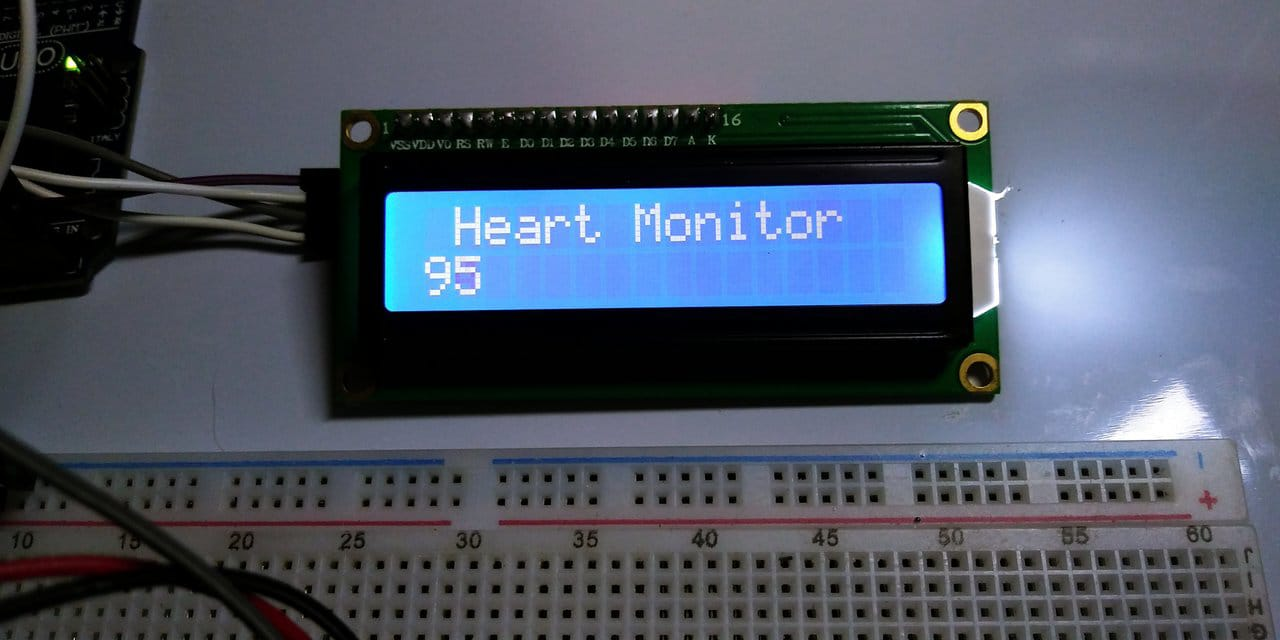 UNO
1
16
VSS VDD V0 RS RW E D0 D1 D2 D3 D4 D5 D6 D7 A K
Heart Monitor
95
10 15 20 25 30 35 40 45 50 55 60
J
I
H
G